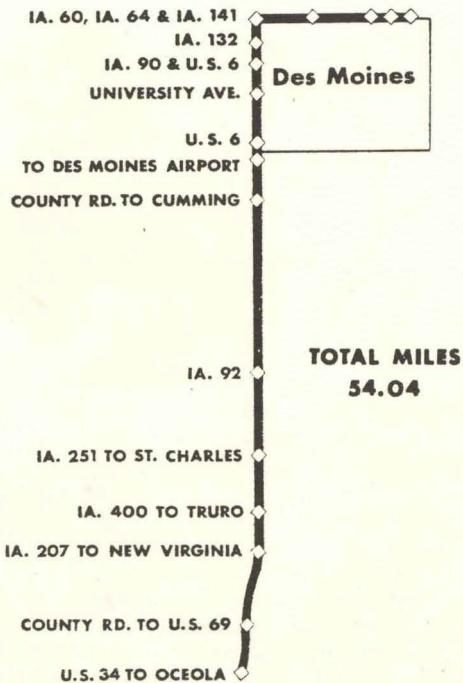 IA. 60, IA. 64 & IA. 141
IA. 132
IA. 90 & U.S. 6
Des Moines
UNIVERSITY AVE.
U.S. 6
TO DES MOINES AIRPORT
COUNTY RD. TO CUMMING
TOTAL MILES
54.04
IA. 92
IA. 251 TO ST. CHARLES
IA. 400 TO TRURO
IA. 207 TO NEW VIRGINIA
COUNTY RD. TO U.S. 69
U.S. 34 TO OCEOLA